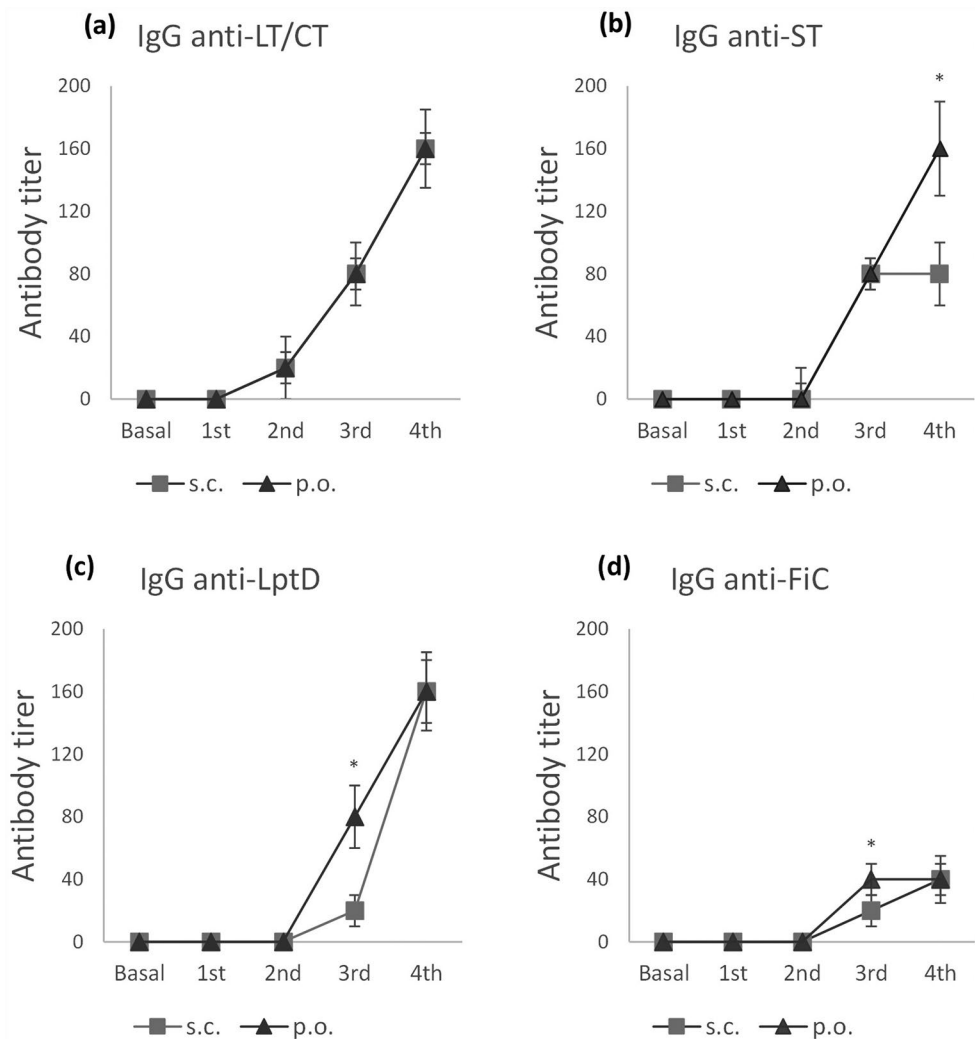 (a) IgG anti-LT/CT
200
160
120
80
40
0
Antibody titer
Basal 1st 2nd 3rd 4th
s.c. p.o.
(b) IgG anti-ST
*
200
160
120
80
40
0
Antibody titer
Basal 1st 2nd 3rd 4th
s.c. p.o.
(c) IgG anti-LptD
*
200
160
120
80
40
0
Antibody tirer
Basal 1st 2nd 3rd 4th
s.c. p.o.
(d) IgG anti-FiC
*
200
160
120
80
40
0
Antibody titer
Basal 1st 2nd 3rd 4th
s.c. p.o.